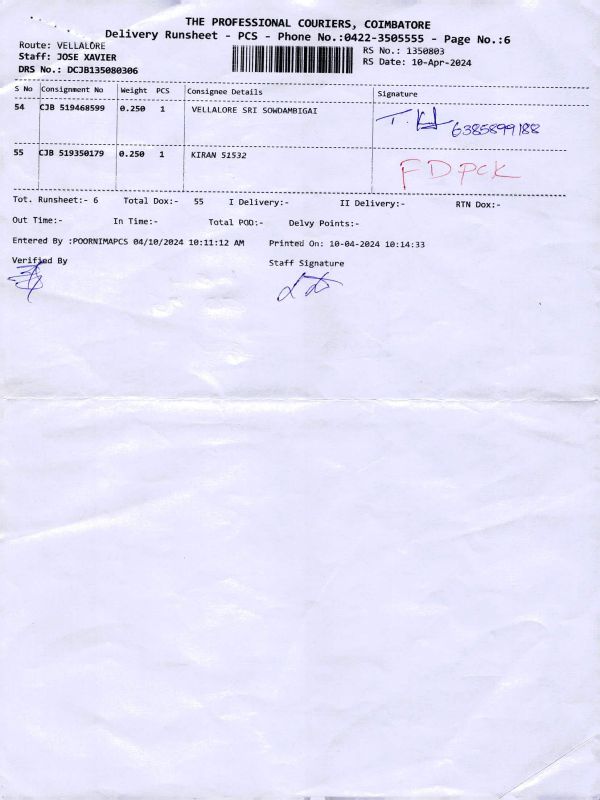 THE PROFESSIONAL COURIERS, COIMBATORE
Delivery Runsheet - PCS - Phone No.:0422-3505555 - Page No.:6
Route: VELLALORE
RS No.: 1350803
Staff: JOSE XAVIER
RS Date: 10-Apr-2024
DRS No.: DCJB135080306
S No Consignment No Weight PCS Consignee Details Signature
54 CJB 519468599 0.250 1 VELLALORE SRI SOWDAMBIGAI
6385899188
55 CJB 519350179 0.250 1 KIRAN 51532
FDPCK
Tot. Runsheet:- 6 Total Dox:- 55 I Delivery:- II Delivery:- RTN Dox:-
Out Time:- In Time:- Total POD:- Delvy Points:-
Entered By :POORNIMAPCS 04/10/2024 10:11:12 AM Printed On: 10-04-2024 10:14:33
Verified By Staff Signature